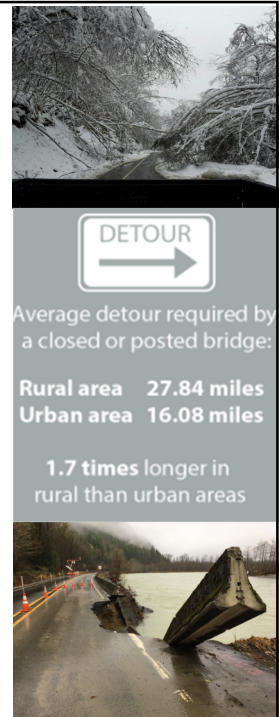 DETOUR
Average detour required by
a closed or posted bridge:
Rural area 27.84 miles
Urban area 16.08 miles
1.7 times longer in
rural than urban areas